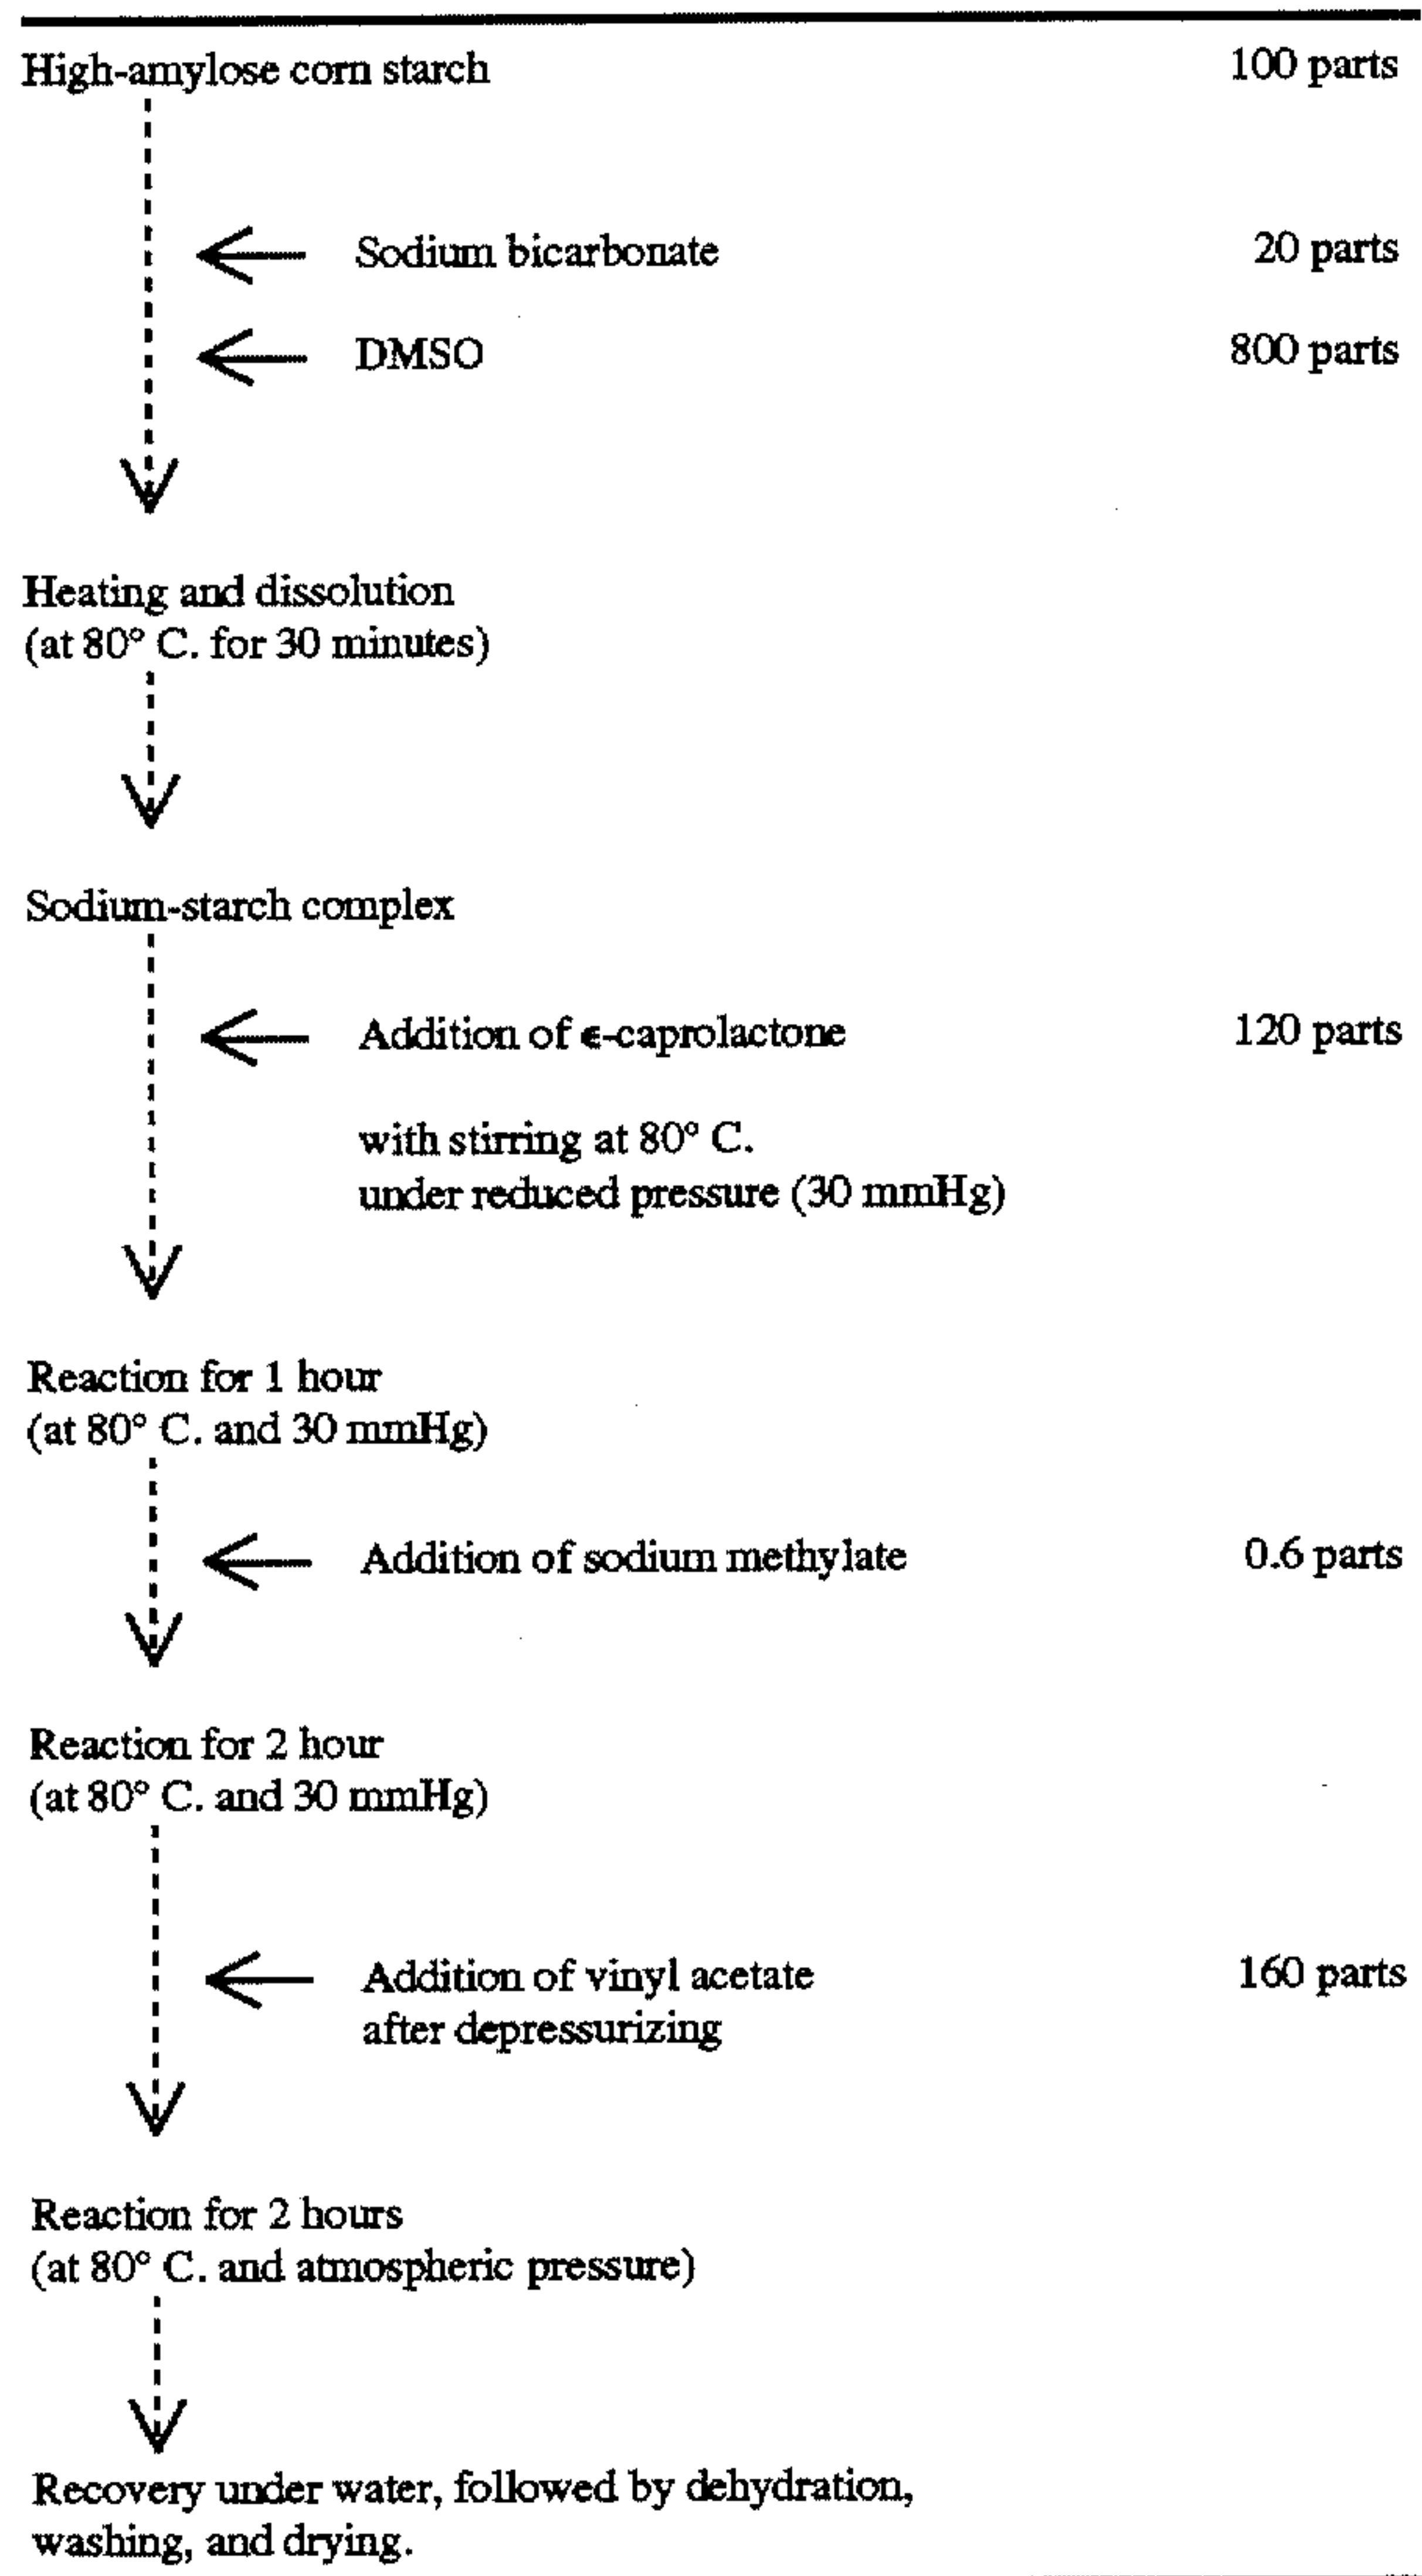 High-amylose corn starch 100 parts
Sodium bicarbonate 20 parts
DMSO 800 parts
Heating and dissolution
(at 80° C. for 30 minutes)
Sodium-starch complex
Addition of ε-caprolactone 120 parts
with stirring at 80° C.
under reduced pressure (30 mmHg)
Reaction for 1 hour
(at 80° C. and 30 mmHg)
Addition of sodium methylate 0.6 parts
Reaction for 2 hour
(at 80° C. and 30 mmHg)
Addition of vinyl acetate 160 parts
after depressurizing
Reaction for 2 hours
(at 80° C. and atmospheric pressure)
Recovery under water, followed by dehydration,
washing, and drying.